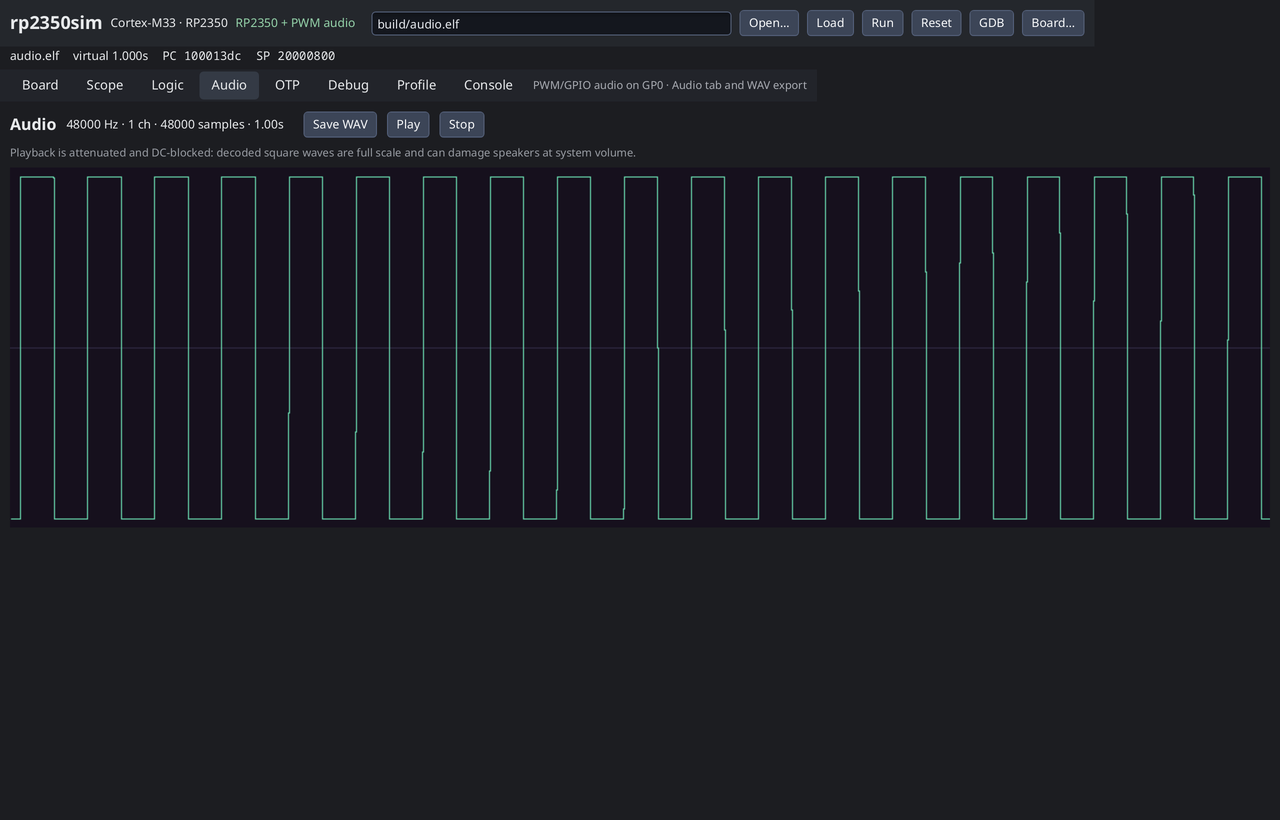 rp2350sim Cortex-M33 · RP2350 RP2350 + PWM audio build/audio.elf Open... Load Run Reset GDB Board...
audio.elf virtual 1.000s PC 100013dc SP 20000800
Board Scope Logic Audio OTP Debug Profile Console PWM/GPIO audio on GP0 · Audio tab and WAV export
Audio 48000 Hz · 1 ch · 48000 samples · 1.00s Save WAV Play Stop
Playback is attenuated and DC-blocked: decoded square waves are full scale and can damage speakers at system volume.